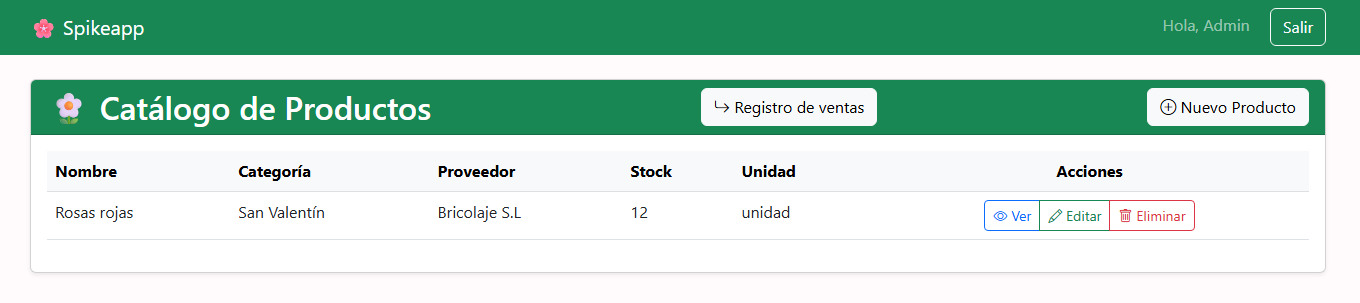 Spikeapp
Hola, Admin
Salir
Catálogo de Productos
Registro de ventas
Nuevo Producto
Nombre Categoría Proveedor Stock Unidad Acciones
Rosas rojas San Valentín Bricolaje S.L 12 unidad Ver Editar Eliminar